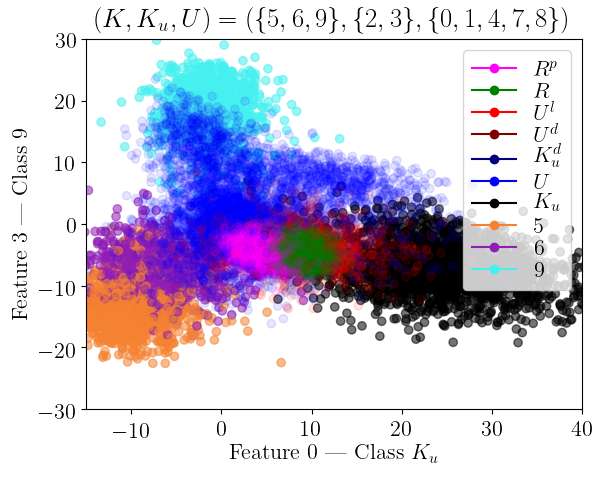 (K, K_u, U) = ({5, 6, 9}, {2, 3}, {0, 1, 4, 7, 8})
30
20
10
0
−10
−20
−30
Feature 3 — Class 9
R^p
R
U^l
U^d
K_u^d
U
K_u
5
6
9
−10
0
10
20
30
40
Feature 0 — Class K_u